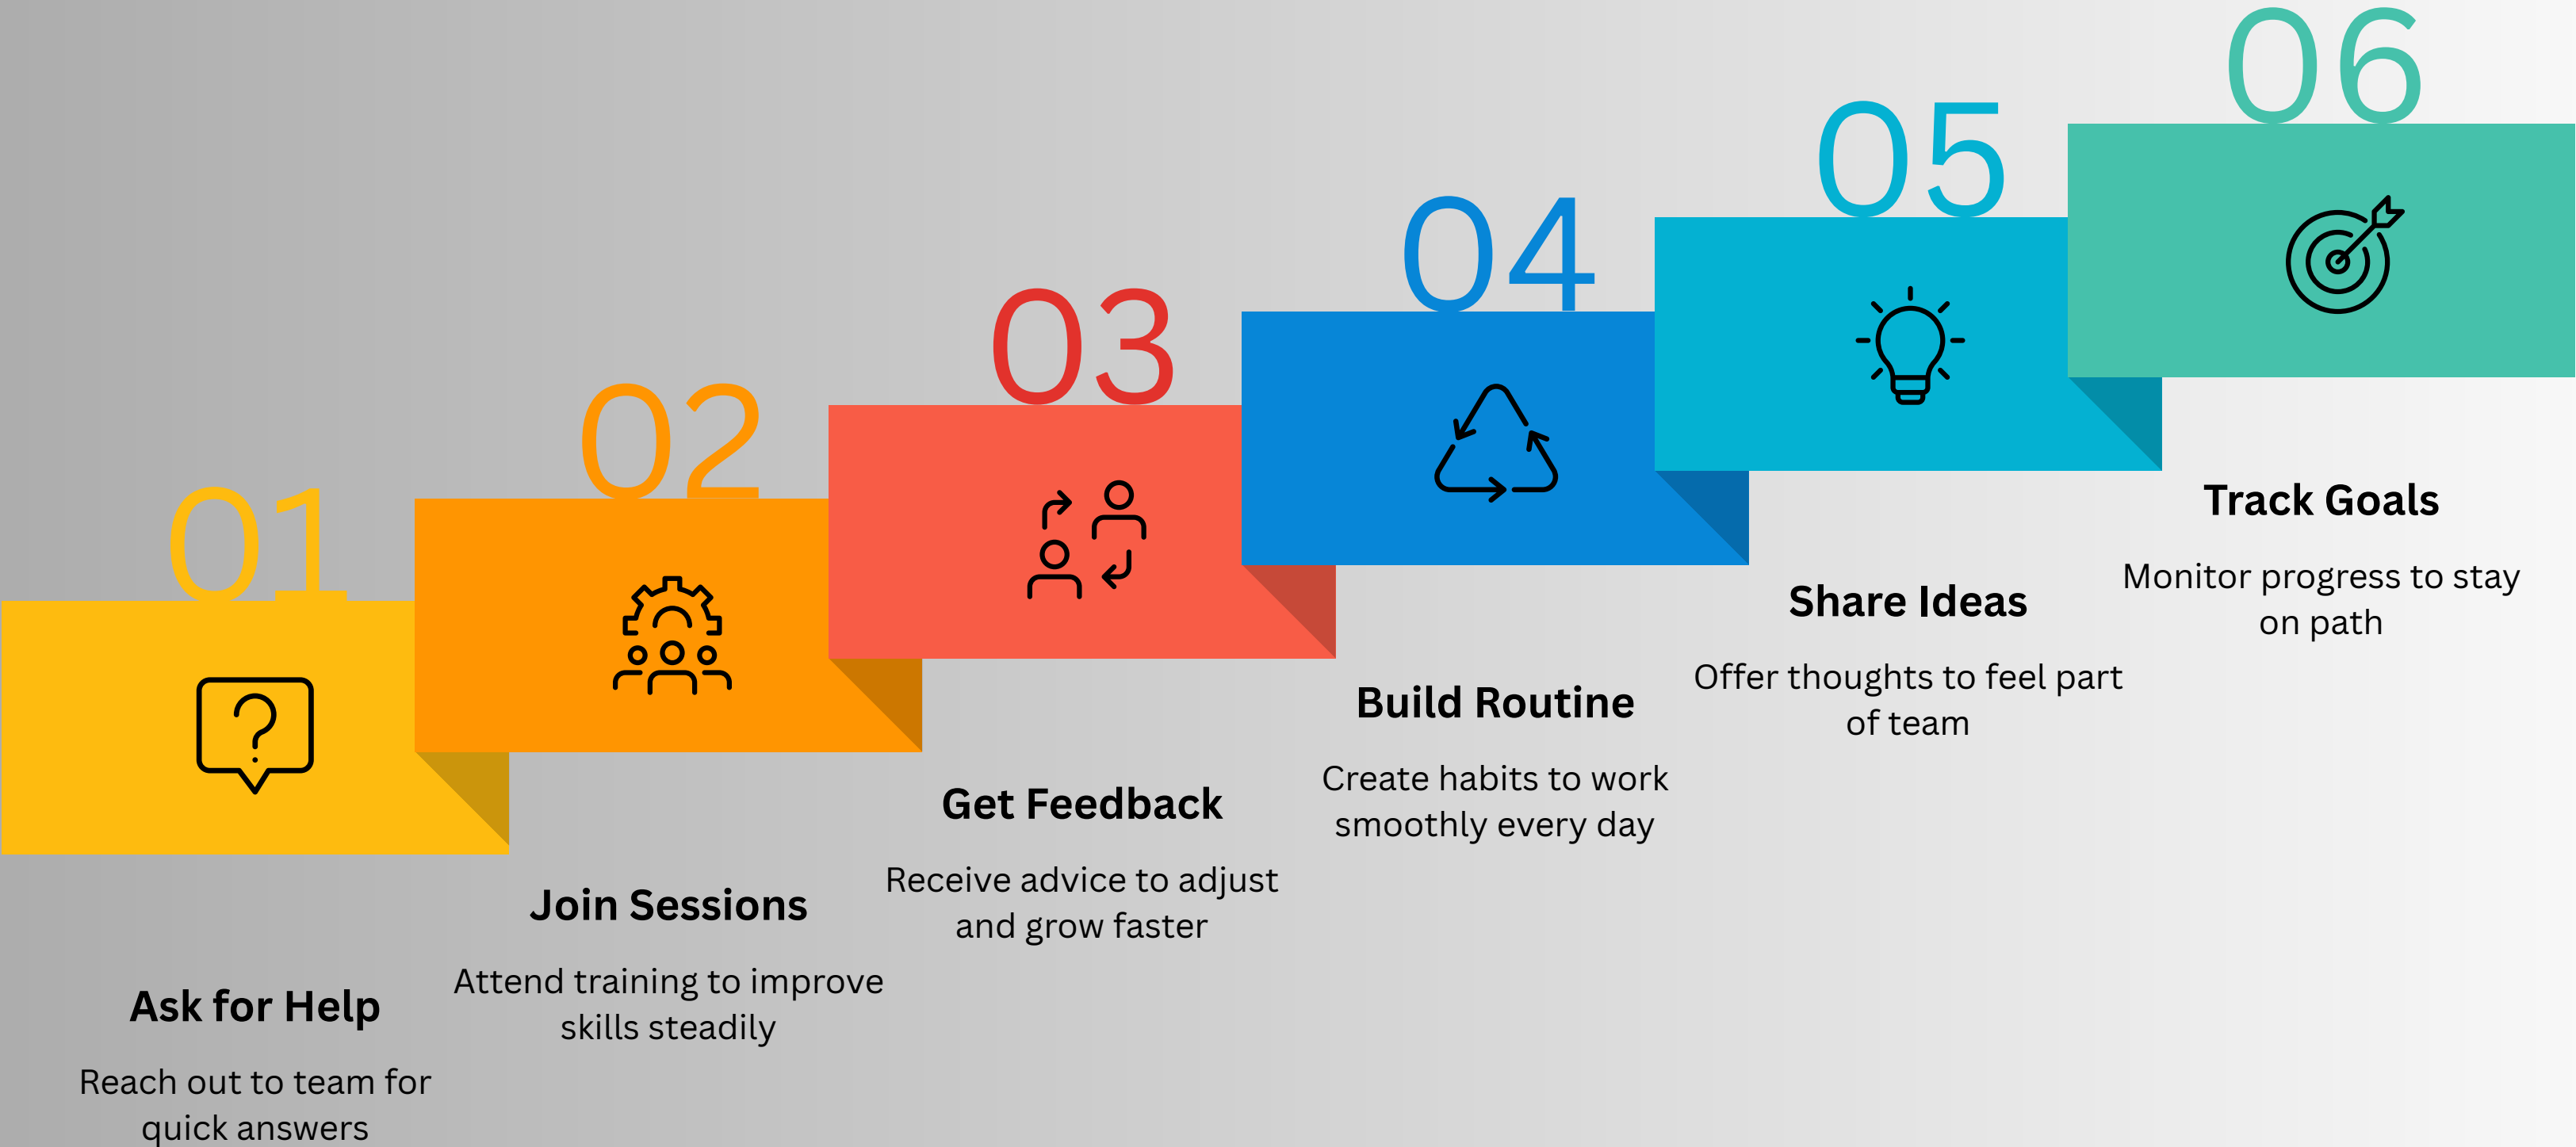 01
Ask for Help
Reach out to team for
quick answers
02
Join Sessions
Attend training to improve
skills steadily
03
Get Feedback
Receive advice to adjust
and grow faster
04
Build Routine
Create habits to work
smoothly every day
05
Share Ideas
Offer thoughts to feel part
of team
06
Track Goals
Monitor progress to stay
on path